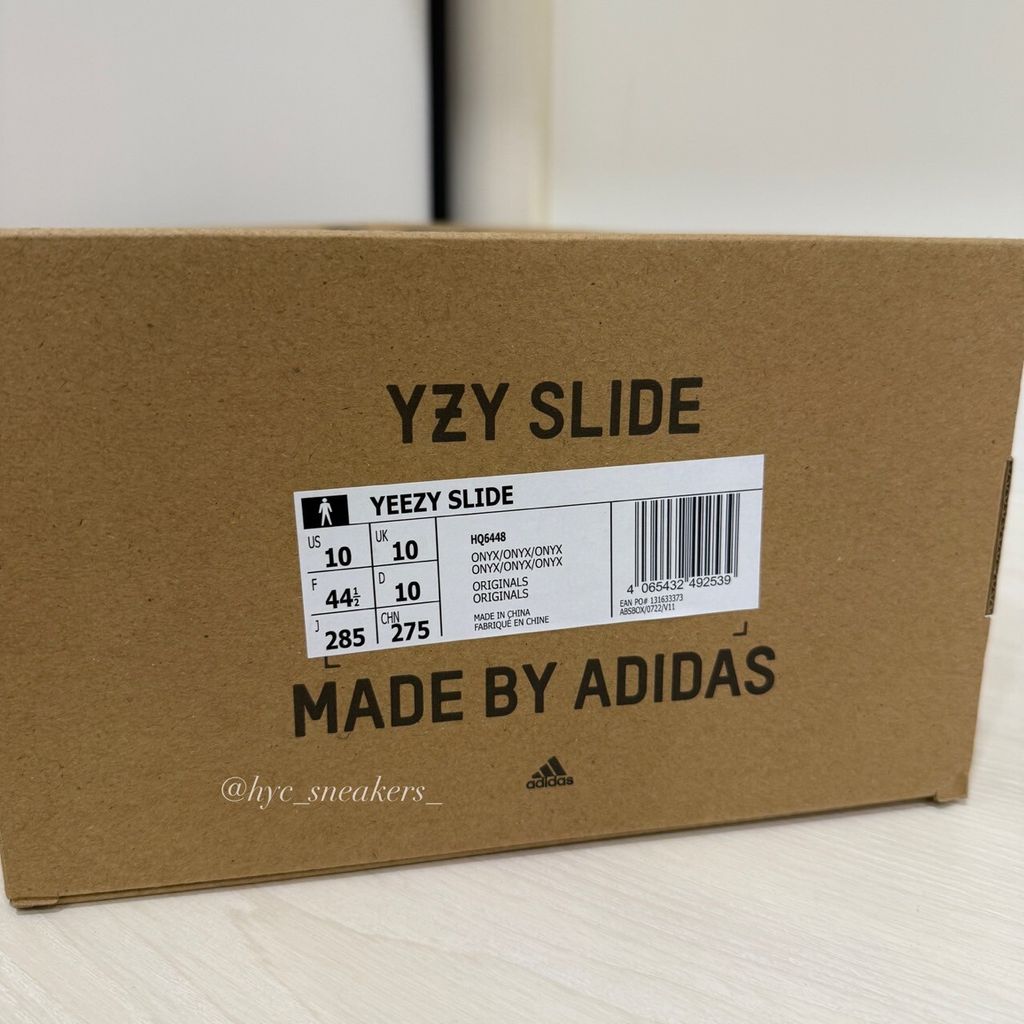 YZY SLIDE
YEEZY SLIDE
US 10 UK 10
F 44½ D 10
J 285 CHN 275
HQ6448
ONYX/ONYX/ONYX
ONYX/ONYX/ONYX
ORIGINALS
ORIGINALS
MADE IN CHINA
FABRIQUÉ EN CHINE
4 065432 492539
EAN PO# 131633373
ABSBOX/0722/V11
MADE BY ADIDAS
adidas
@hyc_sneakers_